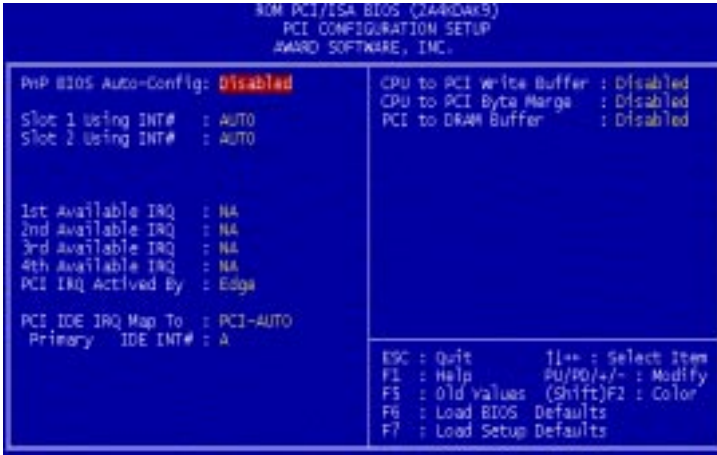 ROM PCI/ISA BIOS (2A4KDAK9)
PCI CONFIGURATION SETUP
AWARD SOFTWARE, INC.
PnP BIOS Auto-Config: Disabled
Slot 1 Using INT# : AUTO
Slot 2 Using INT# : AUTO
1st Available IRQ : NA
2nd Available IRQ : NA
3rd Available IRQ : NA
4th Available IRQ : NA
PCI IRQ Actived By : Edge
PCI IDE IRQ Map To : PCI-AUTO
Primary IDE INT# : A
CPU to PCI Write Buffer : Disabled
CPU to PCI Byte Merge : Disabled
PCI to DRAM Buffer : Disabled
ESC : Quit ↑↓→← : Select Item
F1 : Help PU/PD/+/- : Modify
F5 : Old Values (Shift)F2 : Color
F6 : Load BIOS Defaults
F7 : Load Setup Defaults